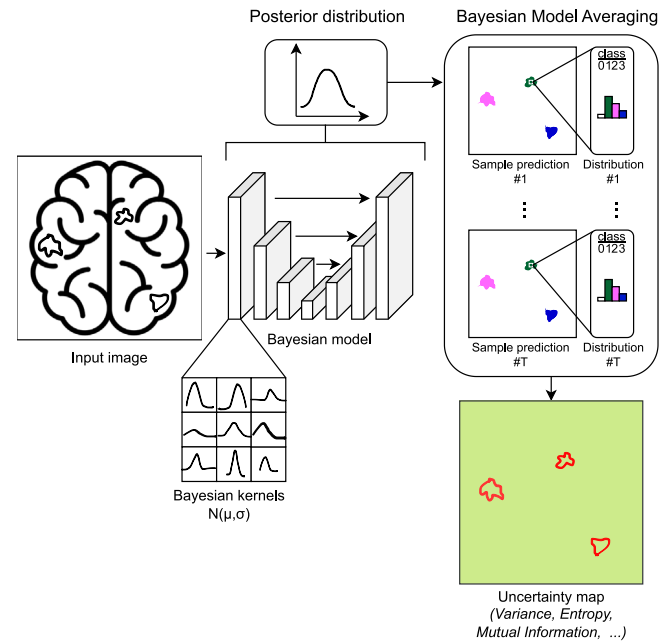 Posterior distribution
Bayesian Model Averaging
class
0123
Sample prediction
#1
Distribution
#1
class
0123
Sample prediction
#T
Distribution
#T
Input image
Bayesian model
Bayesian kernels
N(μ,σ)
Uncertainty map
(Variance, Entropy,
Mutual Information, ...)